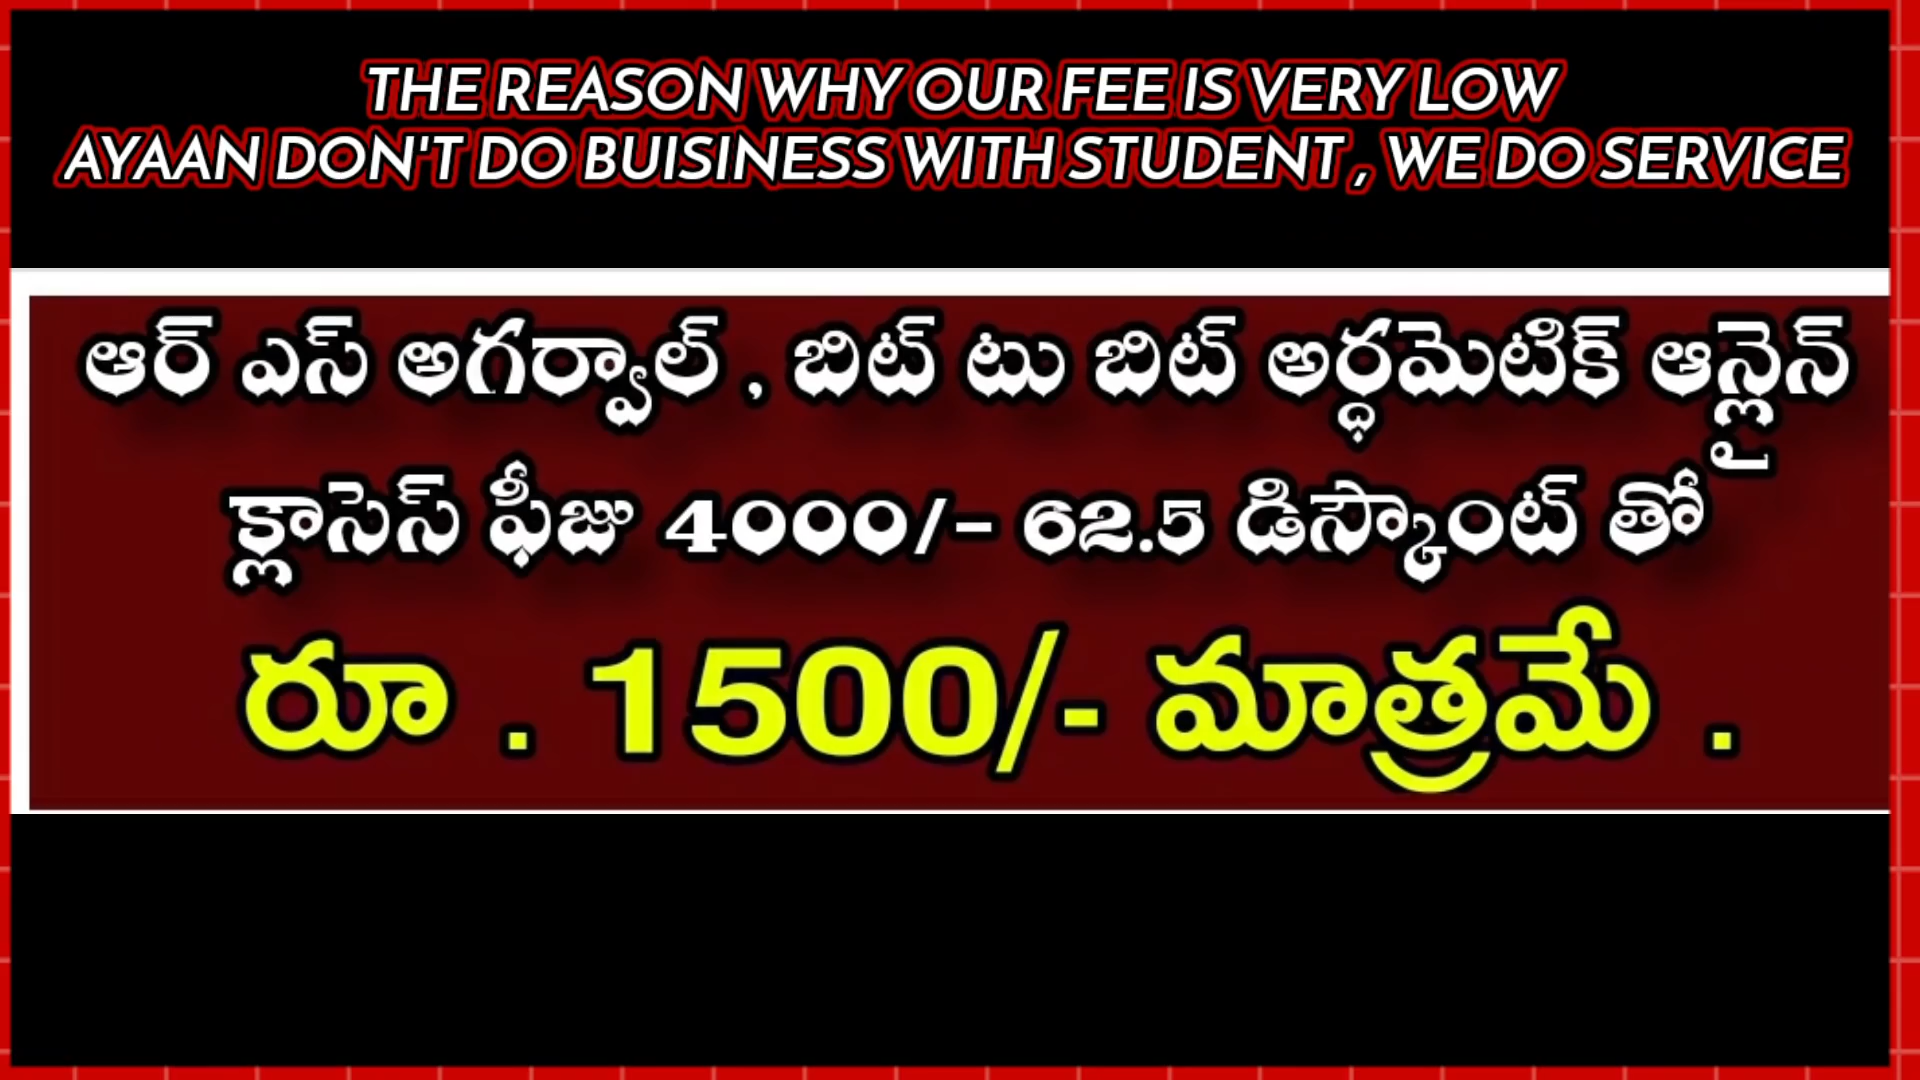 THE REASON WHY OUR FEE IS VERY LOW
AYAAN DON'T DO BUISINESS WITH STUDENT , WE DO SERVICE
ఆర్ ఎస్ అగర్వాల్ , బిట్ టు బిట్ అర్ధమెటిక్ ఆన్లైన్
క్లాసెస్ ఫీజు 4000/- 62.5 డిస్కౌంట్ తో
రూ . 1500/- మాత్రమే .